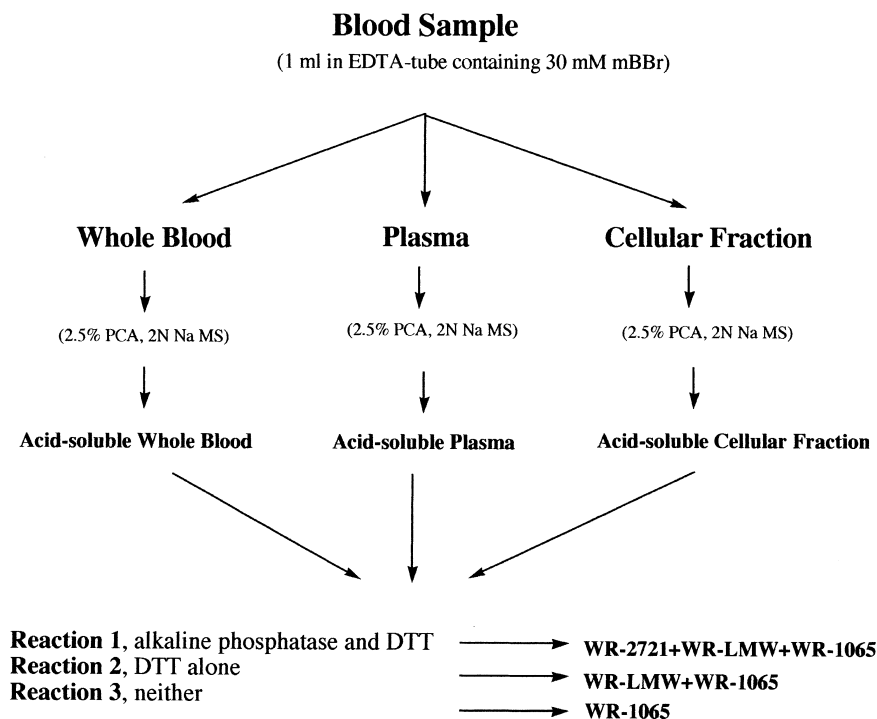 Blood Sample
(1 ml in EDTA-tube containing 30 mM mBBr)
Whole Blood
Plasma
Cellular Fraction
(2.5% PCA, 2N Na MS)
(2.5% PCA, 2N Na MS)
(2.5% PCA, 2N Na MS)
Acid-soluble Whole Blood
Acid-soluble Plasma
Acid-soluble Cellular Fraction
Reaction 1, alkaline phosphatase and DTT
WR-2721+WR-LMW+WR-1065
Reaction 2, DTT alone
WR-LMW+WR-1065
Reaction 3, neither
WR-1065